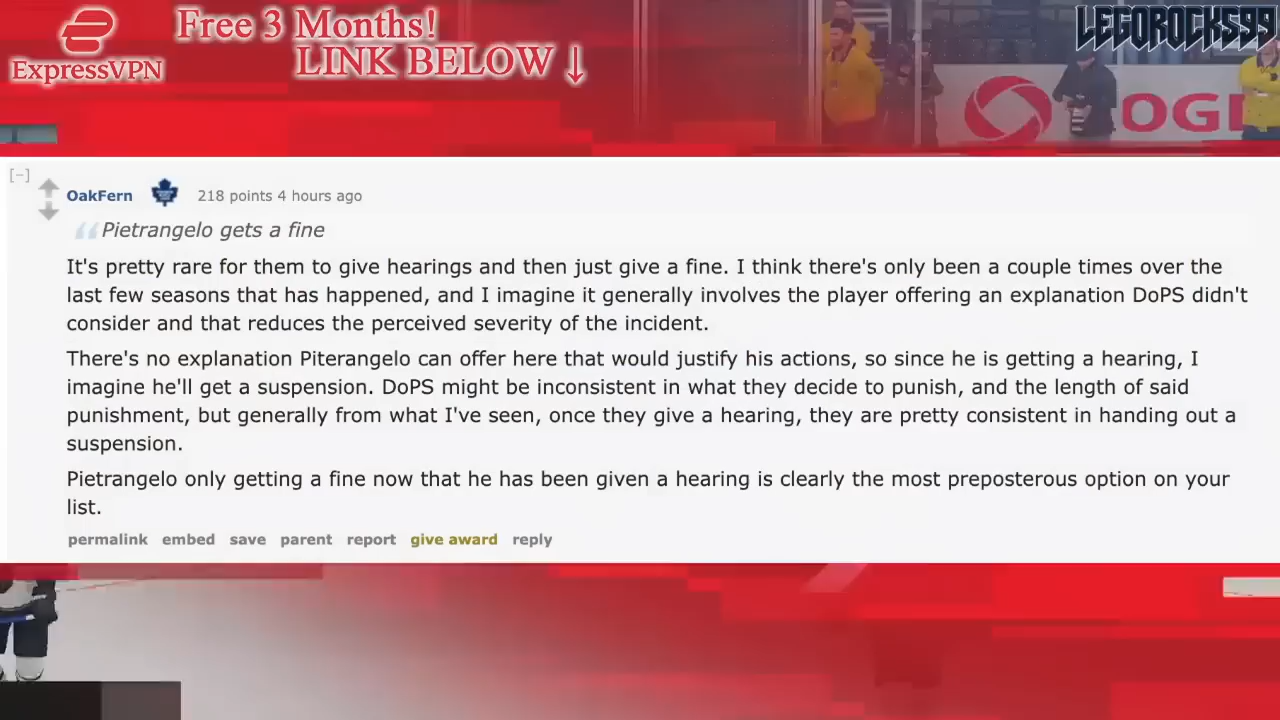 Free 3 Months!
LINK BELOW ↓
ExpressVPN
LEGOROCKS99
OGI
[–]
OakFern 218 points 4 hours ago
Pietrangelo gets a fine
It's pretty rare for them to give hearings and then just give a fine. I think there's only been a couple times over the
last few seasons that has happened, and I imagine it generally involves the player offering an explanation DoPS didn't
consider and that reduces the perceived severity of the incident.
There's no explanation Piterangelo can offer here that would justify his actions, so since he is getting a hearing, I
imagine he'll get a suspension. DoPS might be inconsistent in what they decide to punish, and the length of said
punishment, but generally from what I've seen, once they give a hearing, they are pretty consistent in handing out a
suspension.
Pietrangelo only getting a fine now that he has been given a hearing is clearly the most preposterous option on your
list.
permalink embed save parent report give award reply